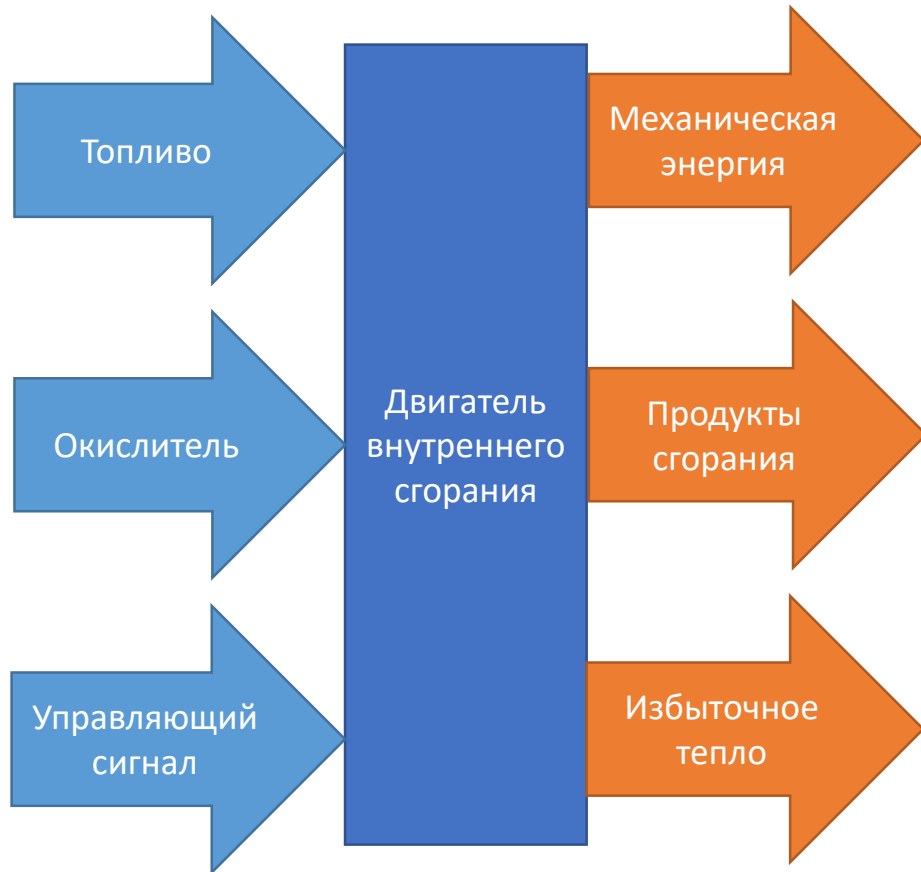 Топливо
Окислитель
Управляющий
сигнал
Двигатель
внутреннего
сгорания
Механическая
энергия
Продукты
сгорания
Избыточное
тепло